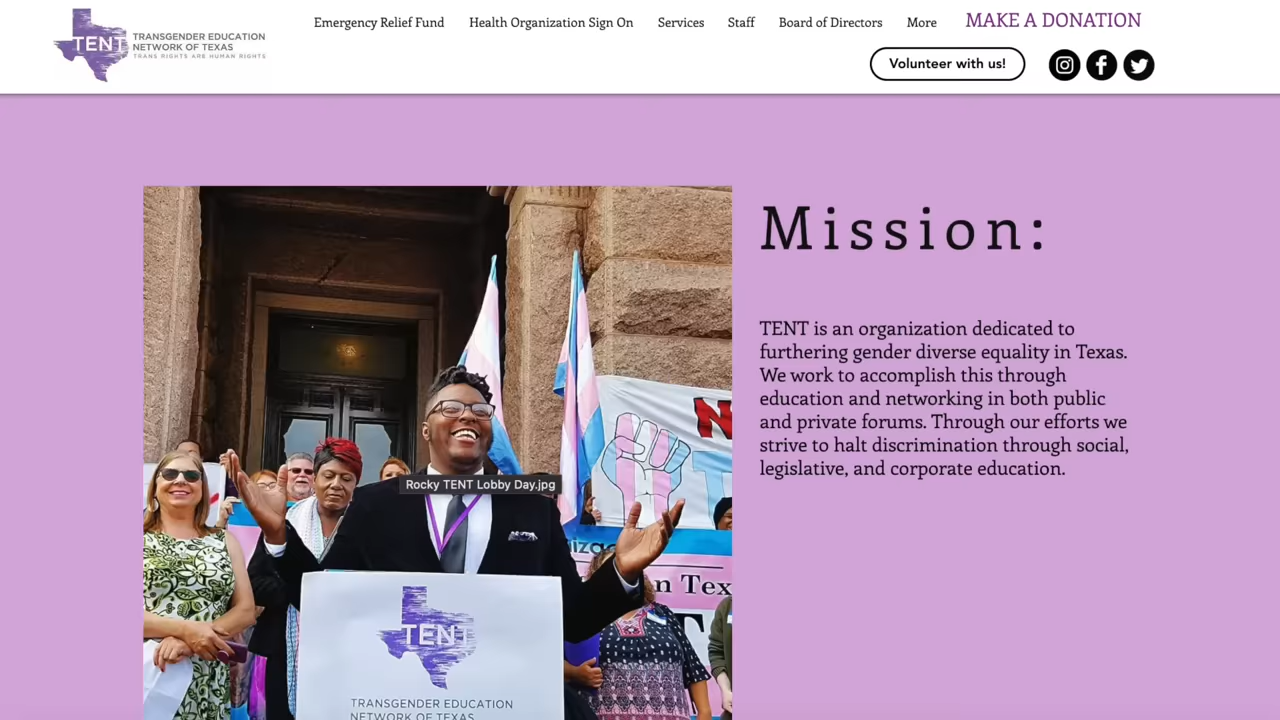 Emergency Relief Fund
Health Organization Sign On
Services
Staff
Board of Directors
More
MAKE A DONATION
TENT
TRANSGENDER EDUCATION
NETWORK OF TEXAS
TRANS RIGHTS ARE HUMAN RIGHTS
Volunteer with us!
Mission:
TENT is an organization dedicated to
furthering gender diverse equality in Texas.
We work to accomplish this through
education and networking in both public
and private forums. Through our efforts we
strive to halt discrimination through social,
legislative, and corporate education.
Rocky TENT Lobby Day.jpg
TENT
TRANSGENDER EDUCATION
NETWORK OF TEXAS